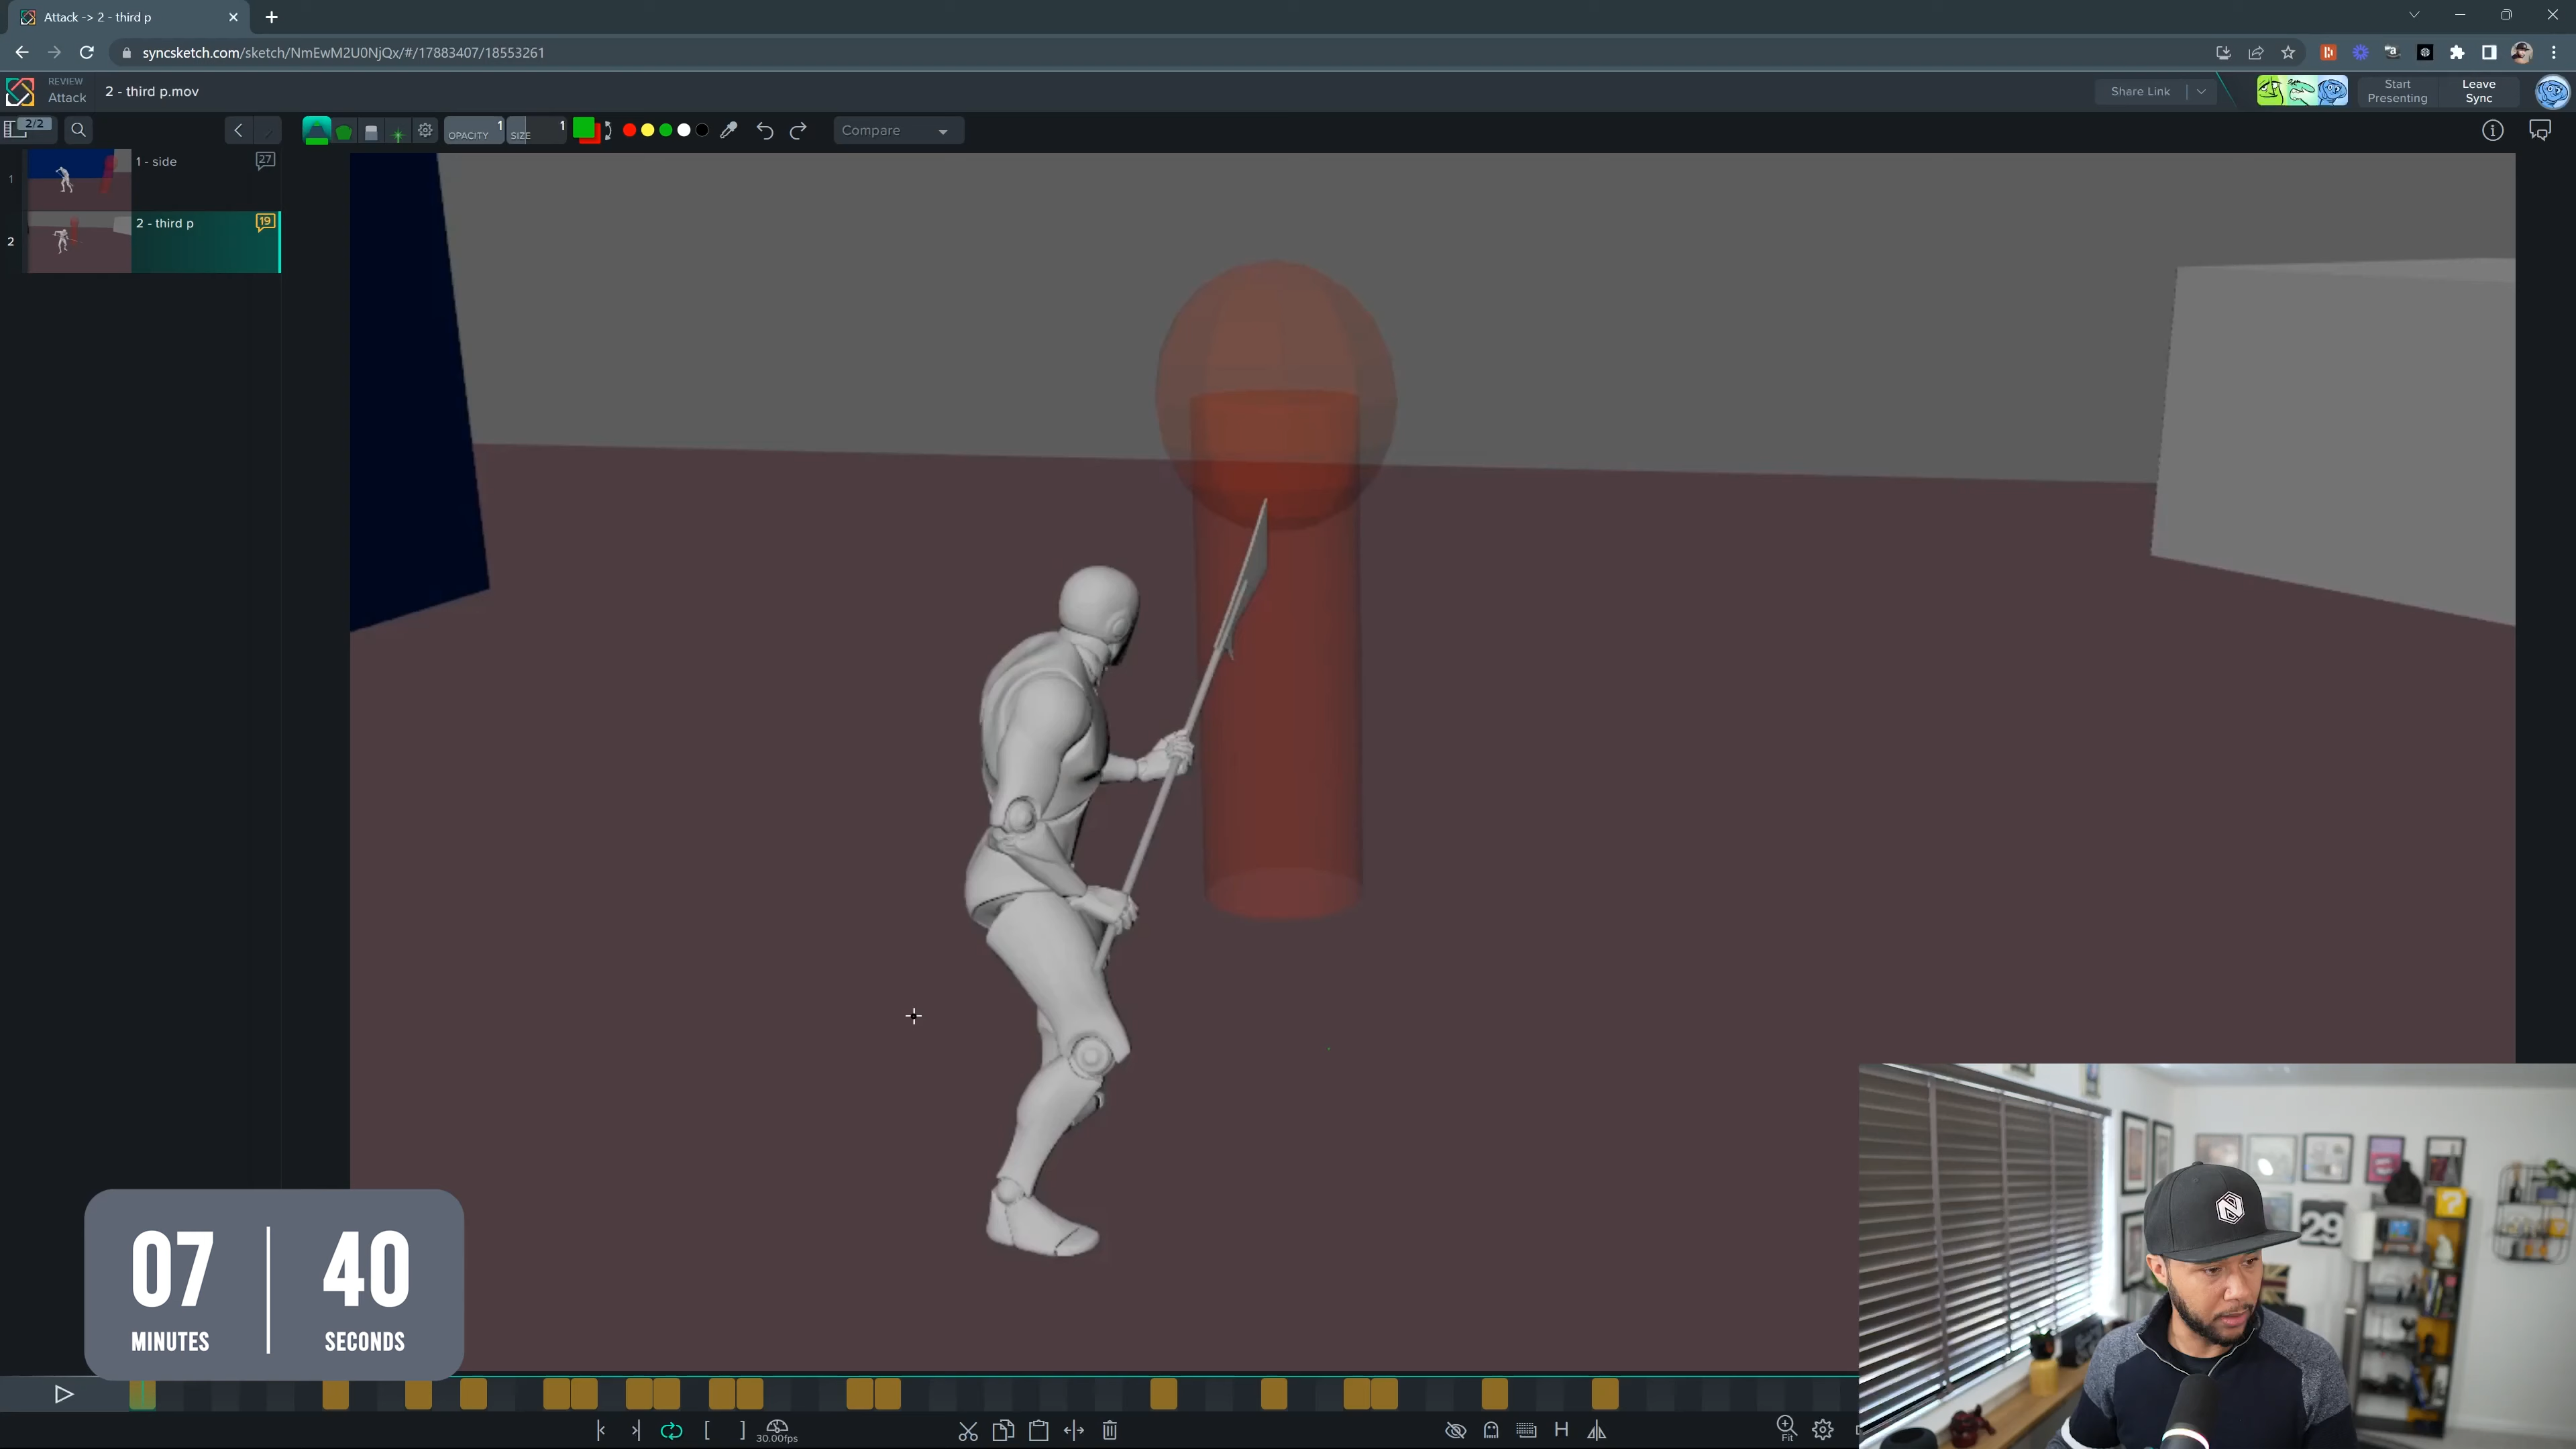 Attack -> 2 - third p
syncsketch.com/sketch/NmEwM2U0NjQx/#/17883407/18553261
REVIEW
Attack
2 - third p.mov
Share Link
Start Presenting
Leave Sync
2/2
OPACITY 1
SIZE 1
Compare
1
1 - side
27
2
2 - third p
19
07
MINUTES
40
SECONDS
29
30.00fps
H
Fit